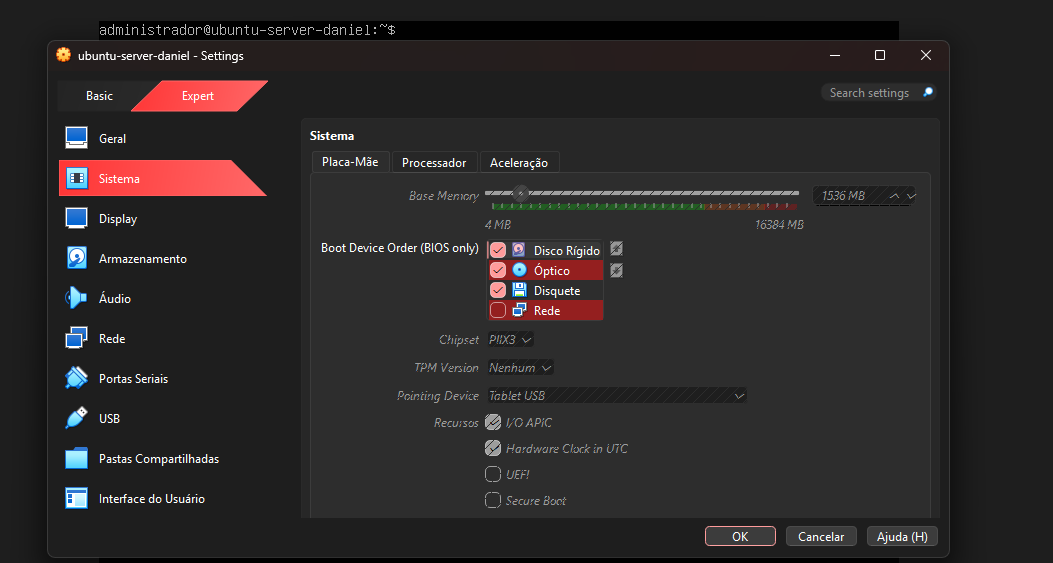 administrador@ubuntu-server-daniel:~$
ubuntu-server-daniel - Settings
Basic
Expert
Search settings
Geral
Sistema
Display
Armazenamento
Áudio
Rede
Portas Seriais
USB
Pastas Compartilhadas
Interface do Usuário
Sistema
Placa-Mãe
Processador
Aceleração
Base Memory
1536 MB
4 MB
16384 MB
Boot Device Order (BIOS only)
Disco Rígido
Óptico
Disquete
Rede
Chipset
PIIX3
TPM Version
Nenhum
Pointing Device
Tablet USB
Recursos
I/O APIC
Hardware Clock in UTC
UEFI
Secure Boot
OK
Cancelar
Ajuda (H)